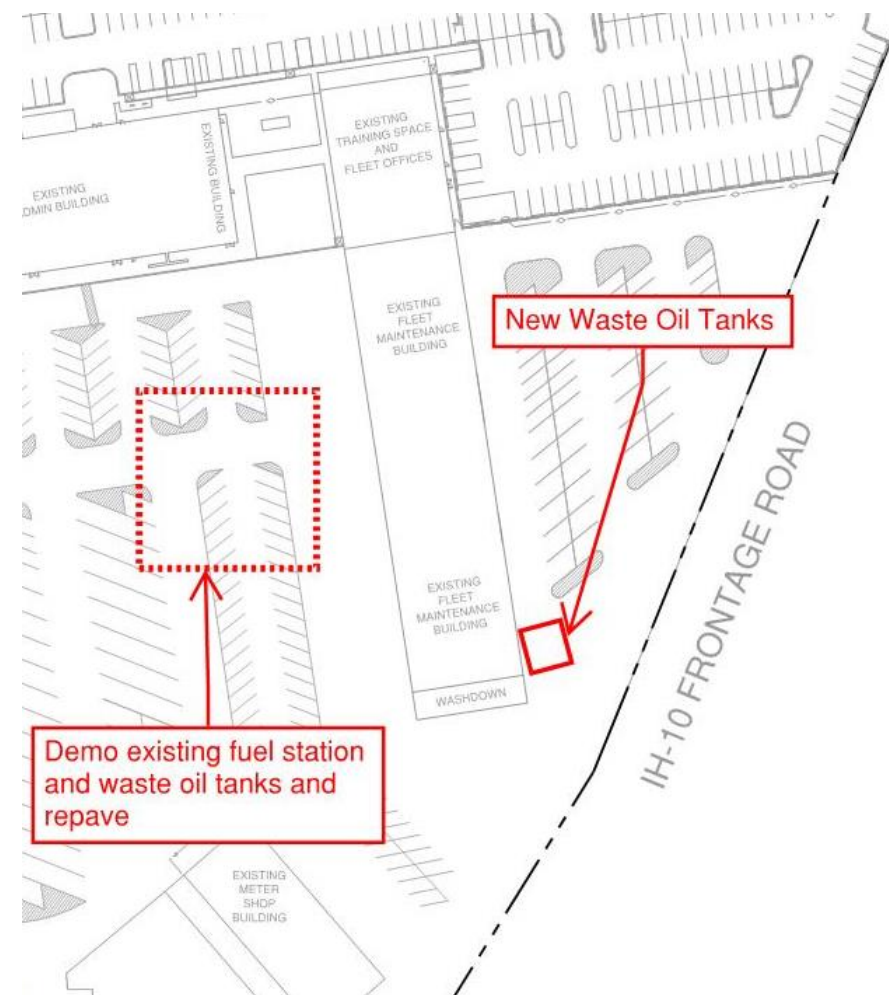 EXISTING
TRAINING SPACE
AND
FLEET OFFICES
EXISTING BUILDING
EXISTING
DMIN BUILDING
EXISTING
FLEET
MAINTENANCE
BUILDING
New Waste Oil Tanks
IH-10 FRONTAGE ROAD
EXISTING
FLEET
MAINTENANCE
BUILDING
WASHDOWN
Demo existing fuel station
and waste oil tanks and
repave
EXISTING
METER
SHOP
BUILDING